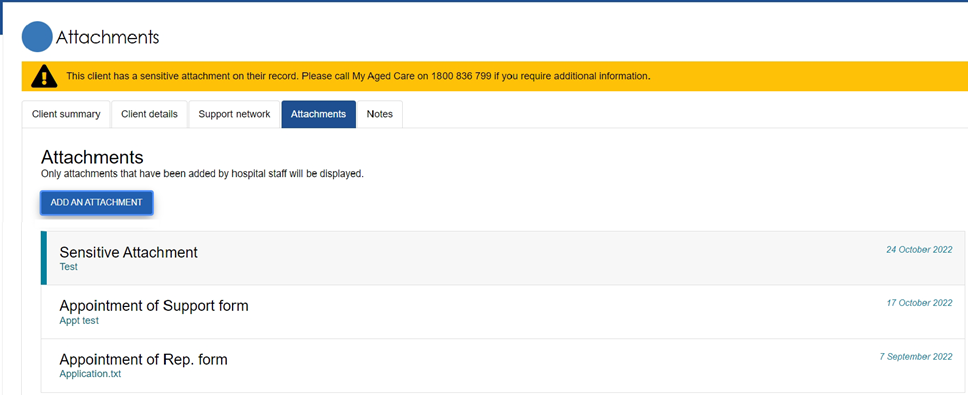 Attachments
This client has a sensitive attachment on their record. Please call My Aged Care on 1800 836 799 if you require additional information.
Client summary Client details Support network Attachments Notes
Attachments
Only attachments that have been added by hospital staff will be displayed.
ADD AN ATTACHMENT
Sensitive Attachment 24 October 2022
Test
Appointment of Support form 17 October 2022
Appt test
Appointment of Rep. form 7 September 2022
Application.txt